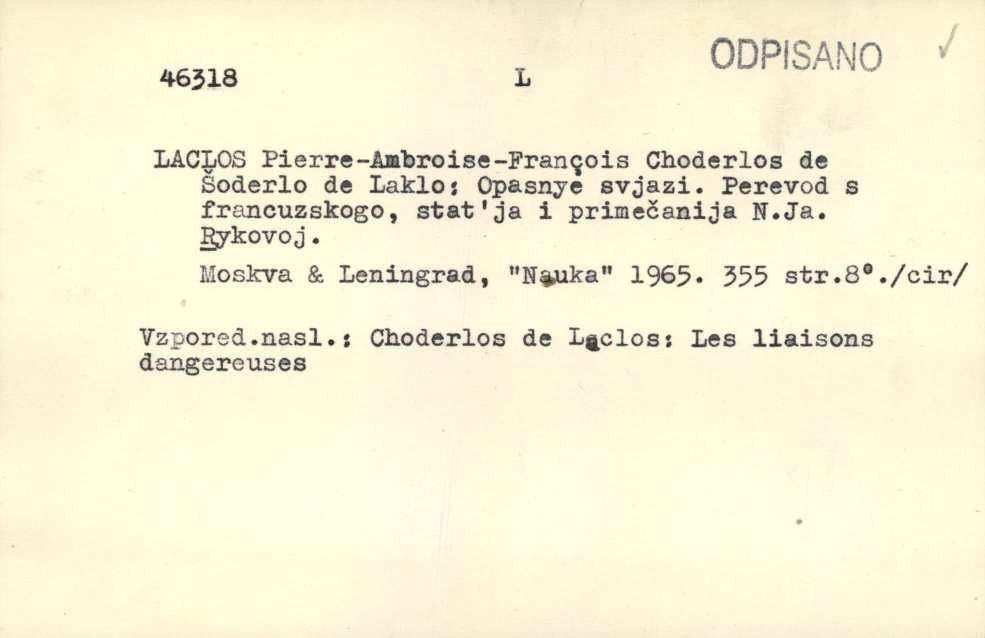 46318 L ODPISANO ✓
LACLOS Pierre-Ambroise-François Choderlos de
Šoderlo de Laklo: Opasnye svjazi. Perevod s
francuzskogo, stat'ja i primečanija N.Ja.
Rykovoj.
Moskva & Leningrad, "Nauka" 1965. 355 str.8°./cir/
Vzpored.nasl.: Choderlos de Laclos: Les liaisons
dangereuses